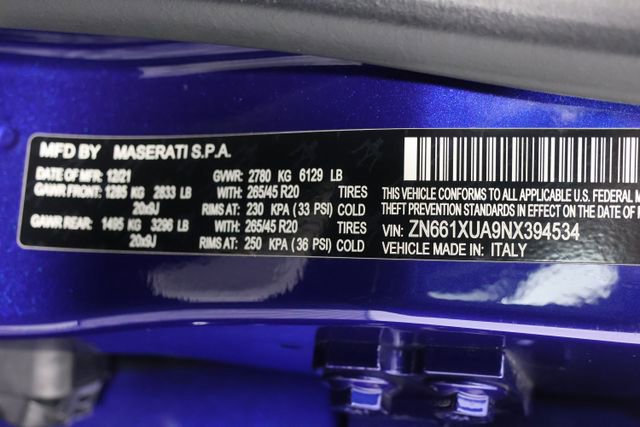 MFD BY MASERATI S.P.A.
DATE OF MFR: 12/21 GVWR: 2780 KG 6129 LB
GAWR FRONT: 1285 KG 2833 LB WITH: 265/45 R20 TIRES
20x9J RIMS AT: 230 KPA (33 PSI) COLD
GAWR REAR: 1495 KG 3296 LB WITH: 265/45 R20 TIRES
20x9J RIMS AT: 250 KPA (36 PSI) COLD
THIS VEHICLE CONFORMS TO ALL APPLICABLE U.S. FEDERAL
PREVENTION STANDARDS IN EFFECT ON THE DATE OF
VIN: ZN661XUA9NX394534
VEHICLE MADE IN: ITALY